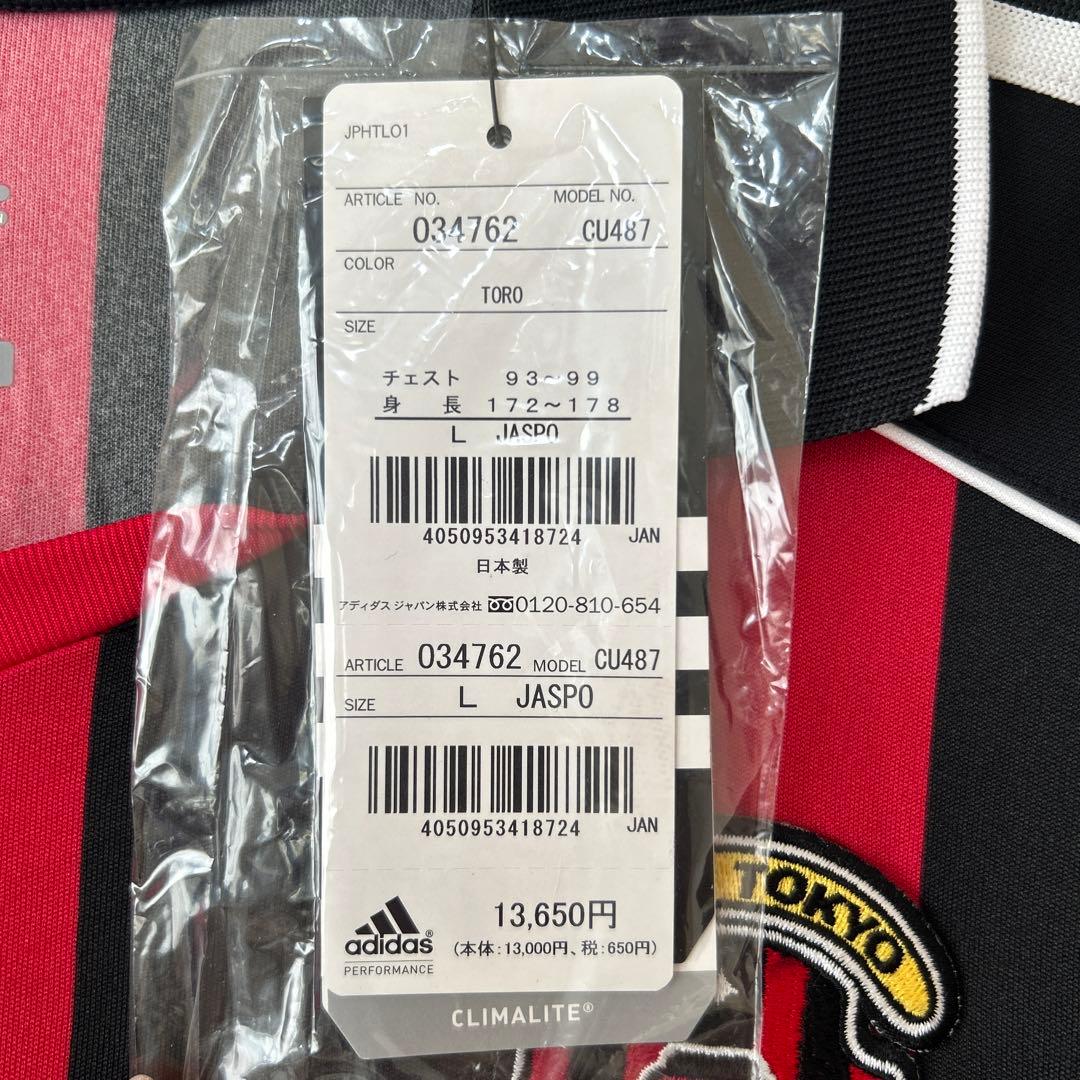 JPHTL01
ARTICLE NO. MODEL NO.
034762 CU487
COLOR
TORO
SIZE
チェスト 93～99
身 長 172～178
L JASPO
4050953418724 JAN
日本製
アディダス ジャパン株式会社 0120-810-654
ARTICLE 034762 MODEL CU487
SIZE L JASPO
4050953418724 JAN
adidas®
PERFORMANCE
13,650円
(本体:13,000円、税:650円)
CLIMALITE®
TOKYO